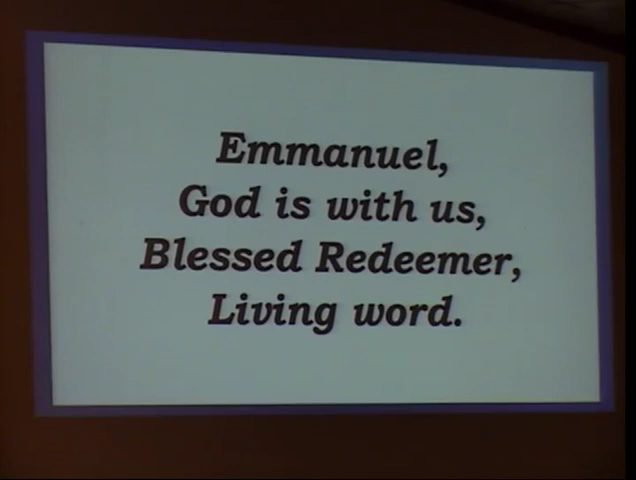 Emmanuel,
God is with us,
Blessed Redeemer,
Living word.